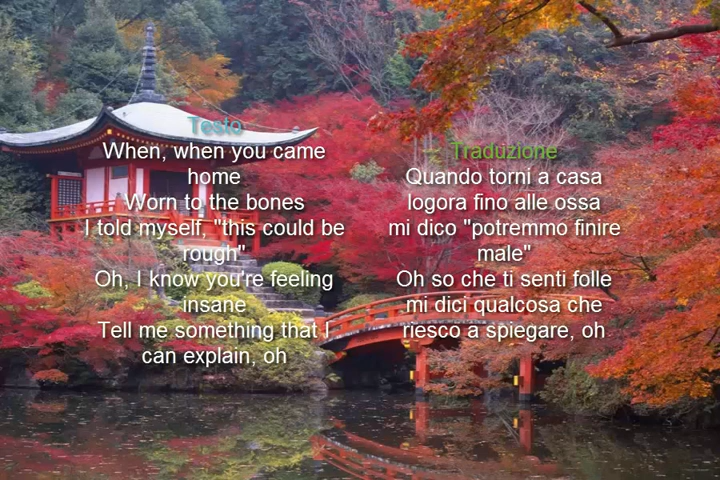 Testo
When, when you came
home
Worn to the bones
I told myself, "this could be
rough"
Oh, I know you're feeling
insane
Tell me something that I
can explain, oh
Traduzione
Quando torni a casa
logora fino alle ossa
mi dico "potremmo finire
male"
Oh so che ti senti folle
mi dici qualcosa che
riesco a spiegare, oh